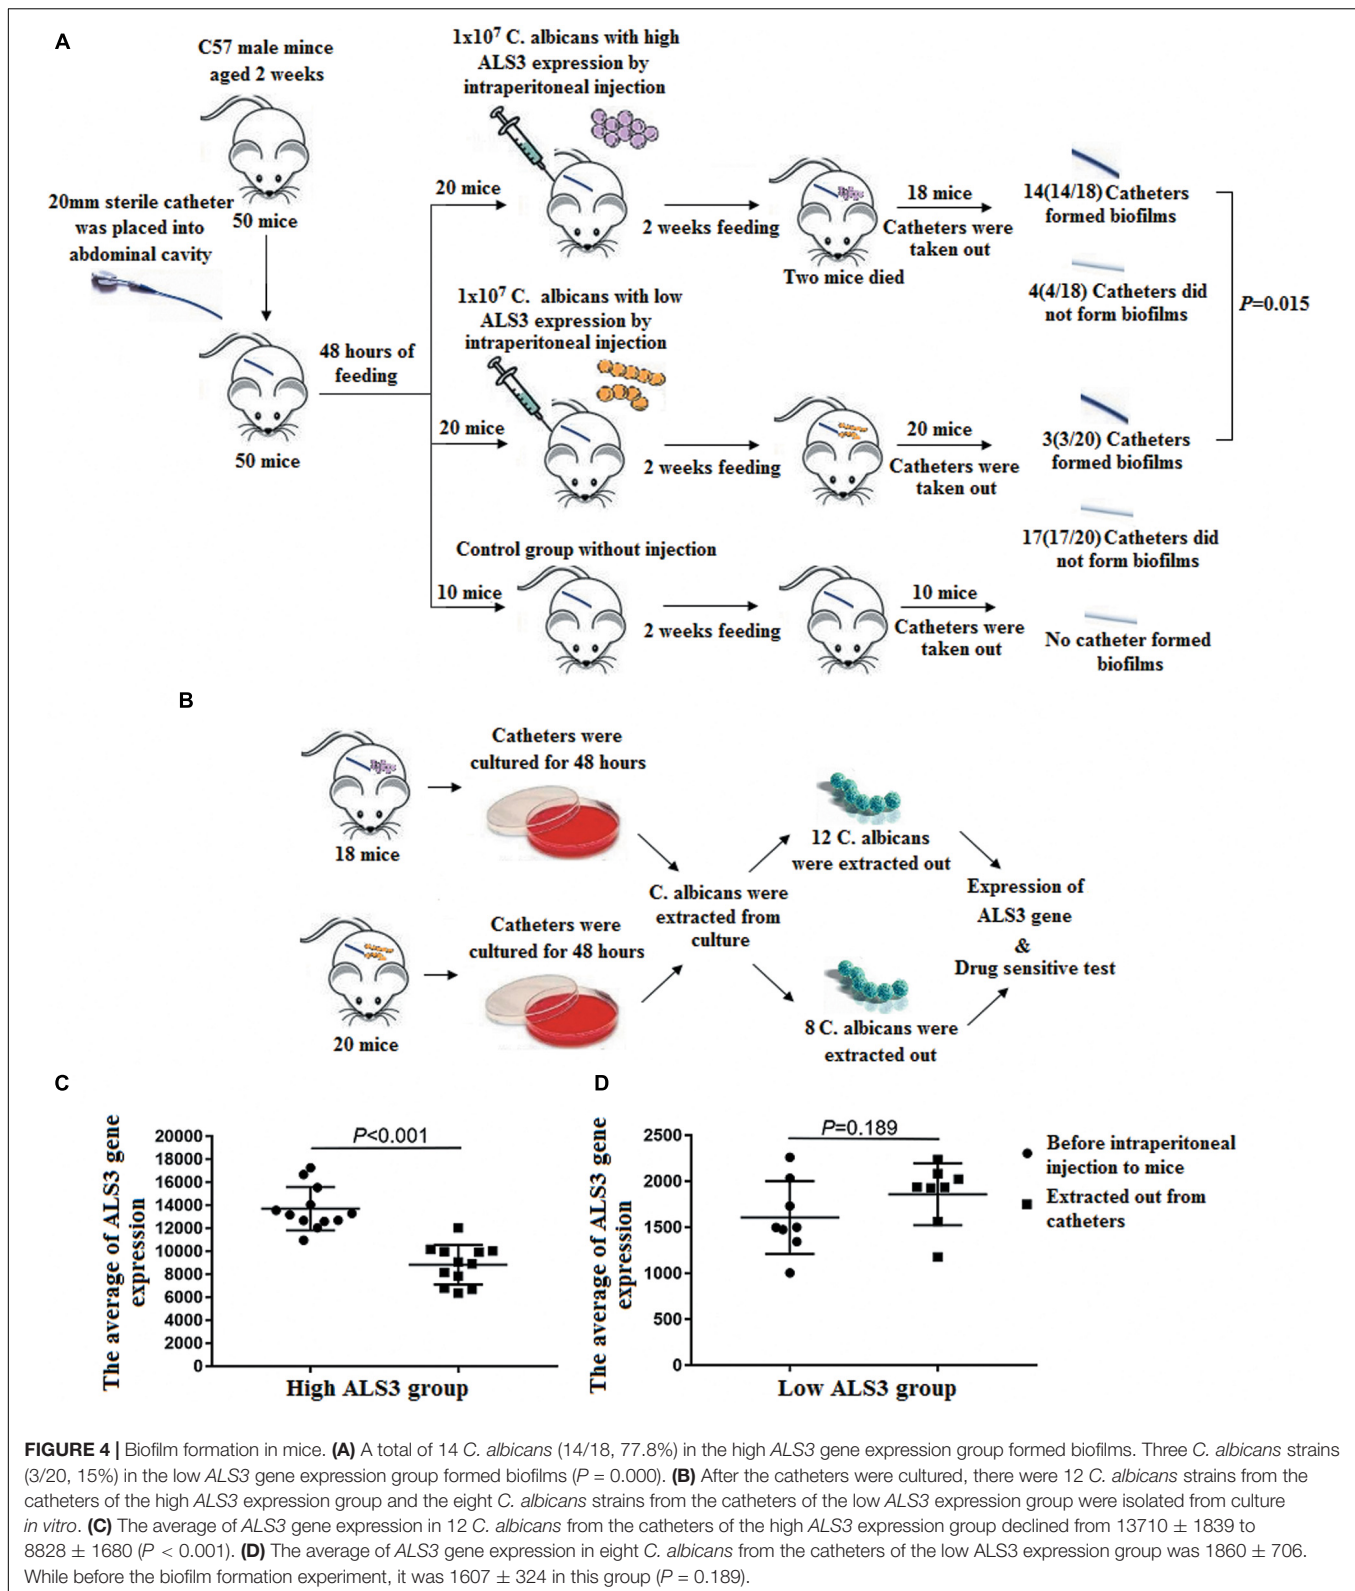 A
C57 male mince
aged 2 weeks
50 mice
20mm sterile catheter
was placed into
abdominal cavity
50 mice
48 hours of
feeding
1x10⁷ C. albicans with high
ALS3 expression by
intraperitoneal injection
20 mice
2 weeks feeding
Two mice died
18 mice
Catheters were
taken out
14(14/18) Catheters
formed biofilms
4(4/18) Catheters did
not form biofilms
P=0.015
1x10⁷ C. albicans with low
ALS3 expression by
intraperitoneal injection
20 mice
2 weeks feeding
20 mice
Catheters were
taken out
3(3/20) Catheters
formed biofilms
17(17/20) Catheters did
not form biofilms
Control group without injection
10 mice
2 weeks feeding
10 mice
Catheters were
taken out
No catheter formed
biofilms
B
18 mice
Catheters were
cultured for 48 hours
20 mice
Catheters were
cultured for 48 hours
C. albicans were
extracted from
culture
12 C. albicans
were extracted out
8 C. albicans were
extracted out
Expression of
ALS3 gene
&
Drug sensitive test
C
The average of ALS3 gene
expression
20000
18000
16000
14000
12000
10000
8000
6000
4000
2000
0
P<0.001
High ALS3 group
D
The average of ALS3 gene
expression
2500
2000
1500
1000
500
0
P=0.189
Low ALS3 group
Before intraperitoneal
injection to mice
Extracted out from
catheters
FIGURE 4 | Biofilm formation in mice. (A) A total of 14 C. albicans (14/18, 77.8%) in the high ALS3 gene expression group formed biofilms. Three C. albicans strains
(3/20, 15%) in the low ALS3 gene expression group formed biofilms (P = 0.000). (B) After the catheters were cultured, there were 12 C. albicans strains from the
catheters of the high ALS3 expression group and the eight C. albicans strains from the catheters of the low ALS3 expression group were isolated from culture
in vitro. (C) The average of ALS3 gene expression in 12 C. albicans from the catheters of the high ALS3 expression group declined from 13710 ± 1839 to
8828 ± 1680 (P < 0.001). (D) The average of ALS3 gene expression in eight C. albicans from the catheters of the low ALS3 expression group was 1860 ± 706.
While before the biofilm formation experiment, it was 1607 ± 324 in this group (P = 0.189).